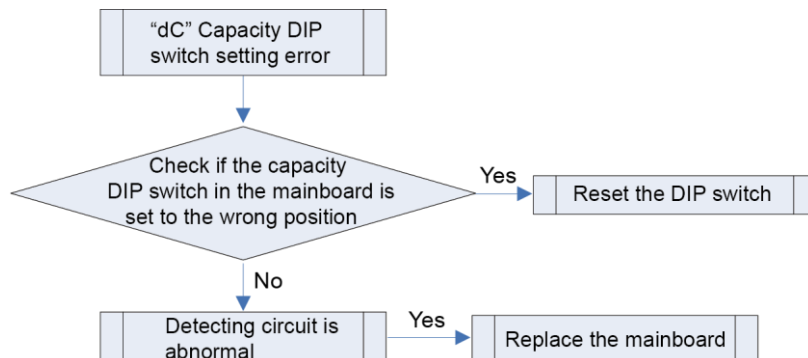 “dC” Capacity DIP
switch setting error
Check if the capacity
DIP switch in the mainboard is
set to the wrong position
Yes
Reset the DIP switch
No
Detecting circuit is
abnormal
Yes
Replace the mainboard